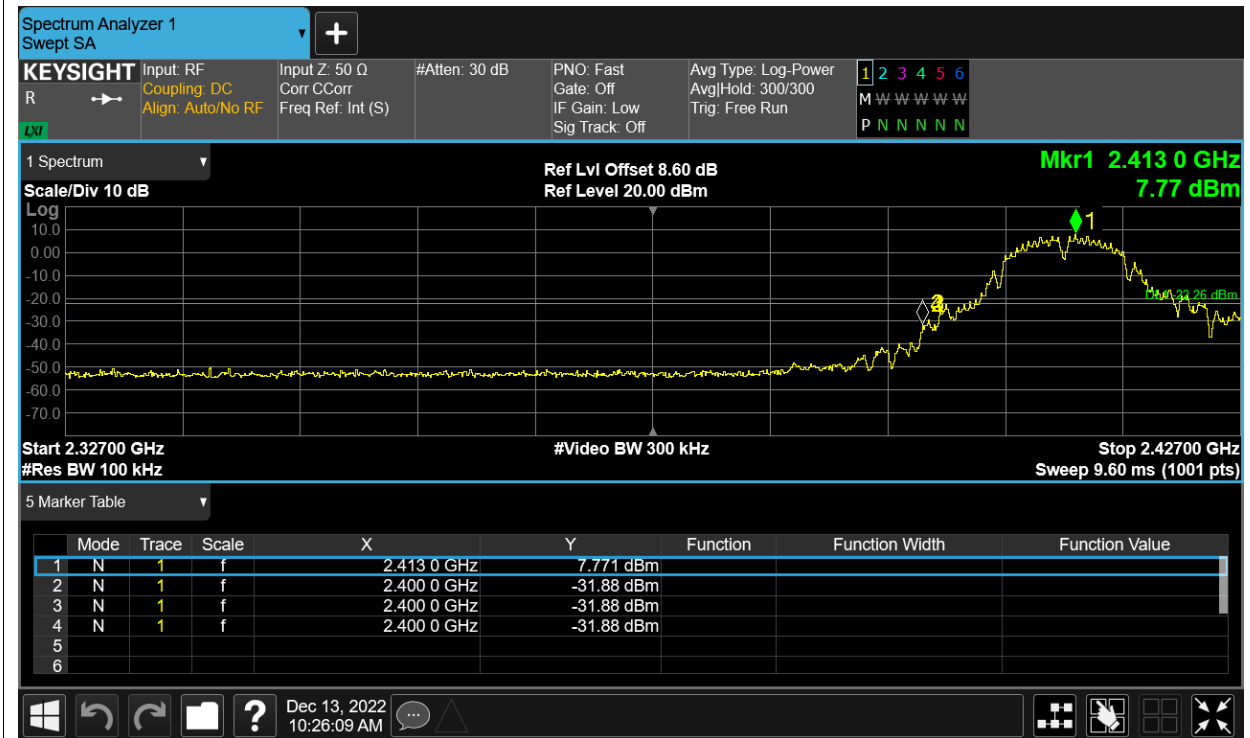 Spectrum Analyzer 1
Swept SA
KEYSIGHT
R
LXI
Input: RF
Coupling: DC
Align: Auto/No RF
Input Z: 50 Ω
Corr CCorr
Freq Ref: Int (S)
#Atten: 30 dB
PNO: Fast
Gate: Off
IF Gain: Low
Sig Track: Off
Avg Type: Log-Power
Avg|Hold: 300/300
Trig: Free Run
1 2 3 4 5 6
M W W W W W
P N N N N N
1 Spectrum
Scale/Div 10 dB
Ref Lvl Offset 8.60 dB
Ref Level 20.00 dBm
Mkr1 2.413 0 GHz
7.77 dBm
Log
10.0
0.00
-10.0
-20.0
-30.0
-40.0
-50.0
-60.0
-70.0
1
-22.26 dBm
Start 2.32700 GHz
#Res BW 100 kHz
#Video BW 300 kHz
Stop 2.42700 GHz
Sweep 9.60 ms (1001 pts)
5 Marker Table
Mode Trace Scale X Y Function Function Width Function Value
1 N 1 f 2.413 0 GHz 7.771 dBm
2 N 1 f 2.400 0 GHz -31.88 dBm
3 N 1 f 2.400 0 GHz -31.88 dBm
4 N 1 f 2.400 0 GHz -31.88 dBm
5
6
?
Dec 13, 2022
10:26:09 AM